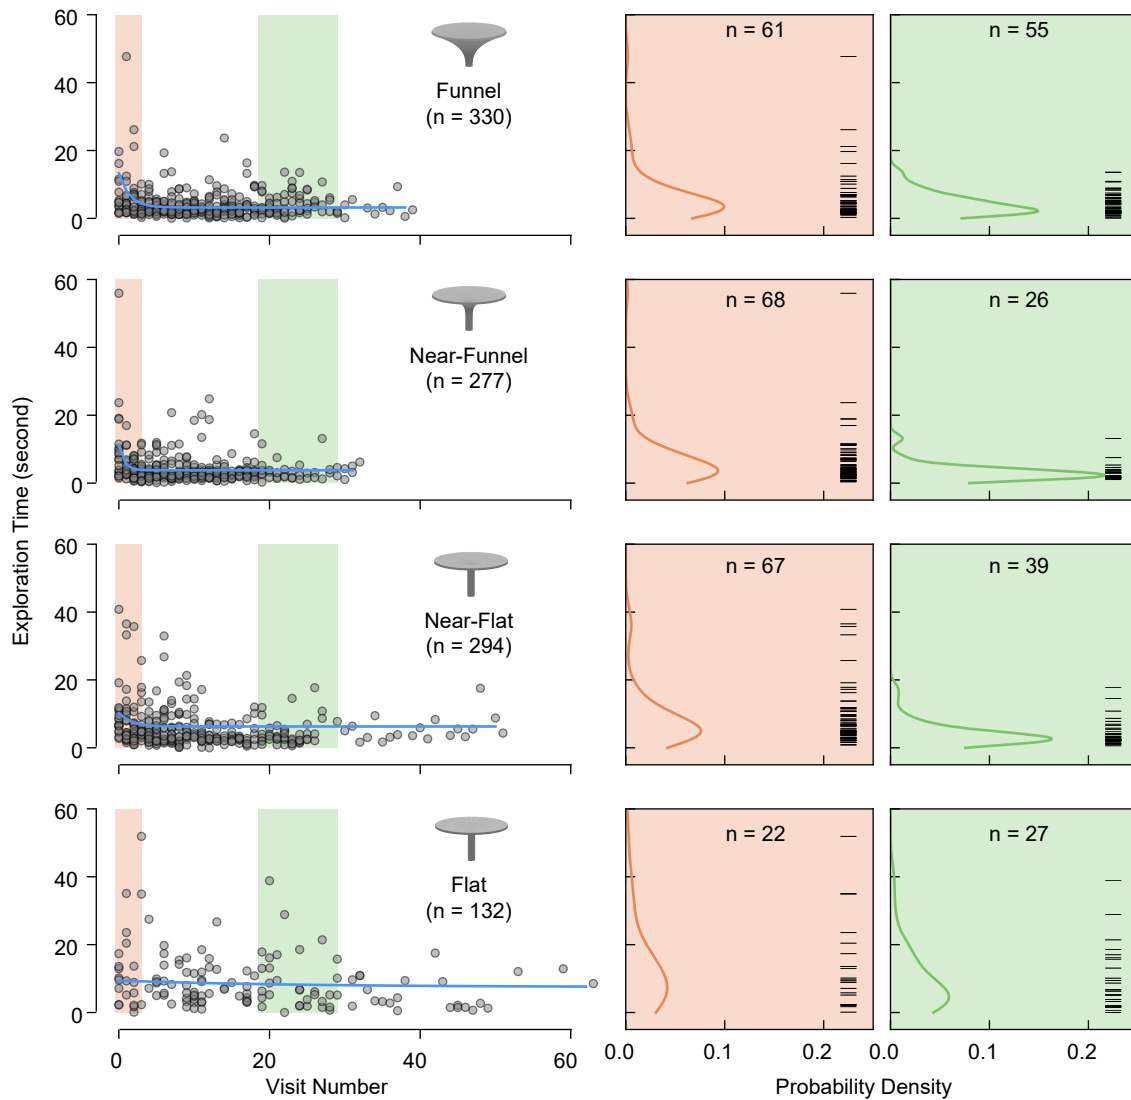 60
40
20
0
Funnel
(n = 330)
n = 61
n = 55
60
40
20
0
Near-Funnel
(n = 277)
n = 68
n = 26
Exploration Time (second)
60
40
20
0
Near-Flat
(n = 294)
n = 67
n = 39
60
40
20
0
Flat
(n = 132)
n = 22
n = 27
0 20 40 60
0.0 0.1 0.2 0.0 0.1 0.2
Visit Number
Probability Density